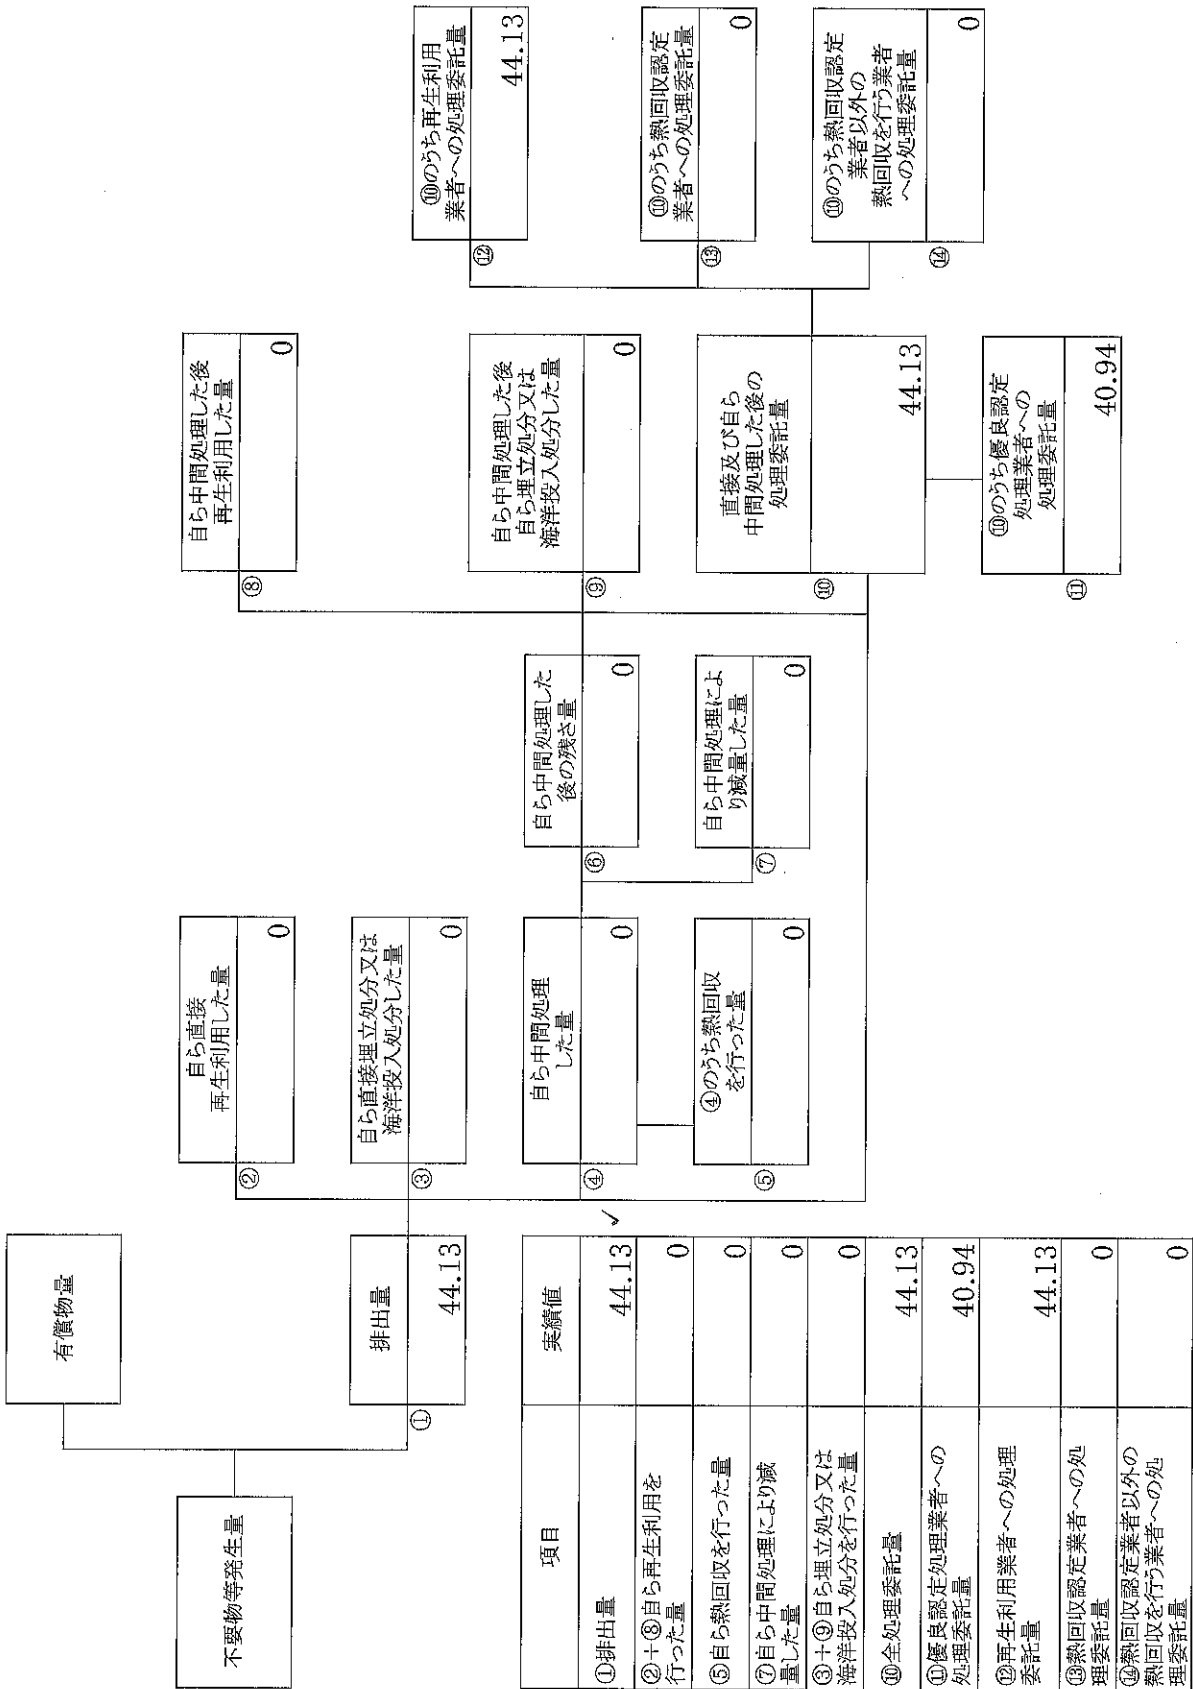 不要物等発生量
有償物量
①
排出量
44.13
②
自ら直接
再生利用した量
0
③
自ら直接埋立処分又は
海洋投入処分した量
0
④
自ら中間処理
した量
0
⑤
④のうち熱回収
を行った量
0
⑥
自ら中間処理した
後の残さ量
0
⑦
自ら中間処理によ
り減量した量
0
⑧
自ら中間処理した後
再生利用した量
0
⑨
自ら中間処理した後
自ら埋立処分又は
海洋投入処分した量
0
⑩
直接及び自ら
中間処理した後の
処理委託量
44.13
⑪
⑩のうち優良認定
処理業者への
処理委託量
40.94
⑫
⑩のうち再生利用
業者への処理委託量
44.13
⑬
⑩のうち熱回収認定
業者への処理委託量
0
⑭
⑩のうち熱回収認定
業者以外の
熱回収を行う業者
への処理委託量
0
項目 実績値
①排出量 44.13
②+⑧自ら再生利用を
行った量 0
⑤自ら熱回収を行った量 0
⑦自ら中間処理により減
量した量 0
③+⑨自ら埋立処分又は
海洋投入処分を行った量 0
⑩全処理委託量 44.13
⑪優良認定処理業者への
処理委託量 40.94
⑫再生利用業者への処理
委託量 44.13
⑬熱回収認定業者への処
理委託量 0
⑭熱回収認定業者以外の
熱回収を行う業者への処
理委託量 0